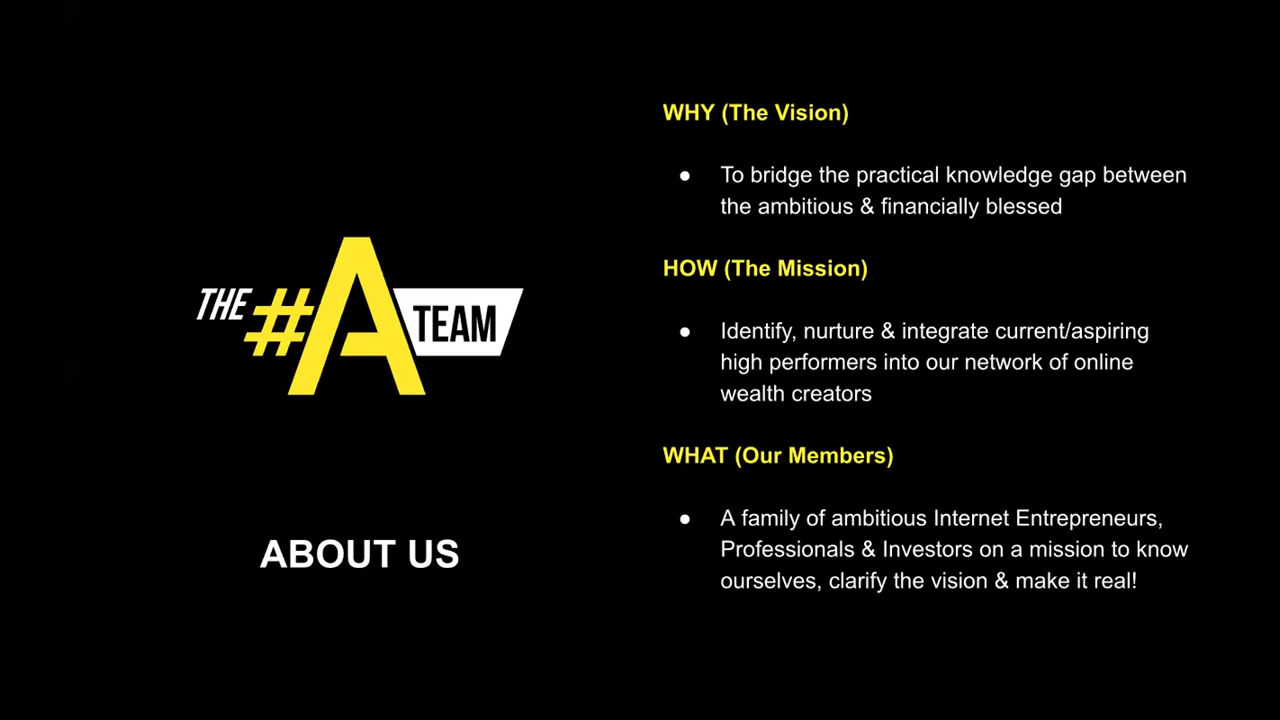 THE #A TEAM
ABOUT US
WHY (The Vision)
● To bridge the practical knowledge gap between
the ambitious & financially blessed
HOW (The Mission)
● Identify, nurture & integrate current/aspiring
high performers into our network of online
wealth creators
WHAT (Our Members)
● A family of ambitious Internet Entrepreneurs,
Professionals & Investors on a mission to know
ourselves, clarify the vision & make it real!